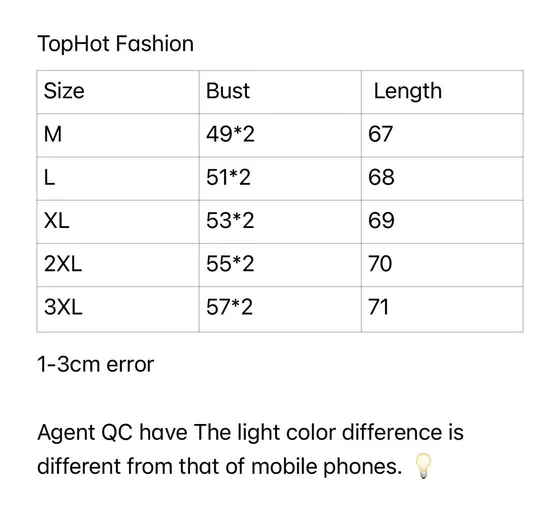 TopHot Fashion
Size Bust Length
M 49*2 67
L 51*2 68
XL 53*2 69
2XL 55*2 70
3XL 57*2 71
1-3cm error
Agent QC have The light color difference is
different from that of mobile phones. 💡